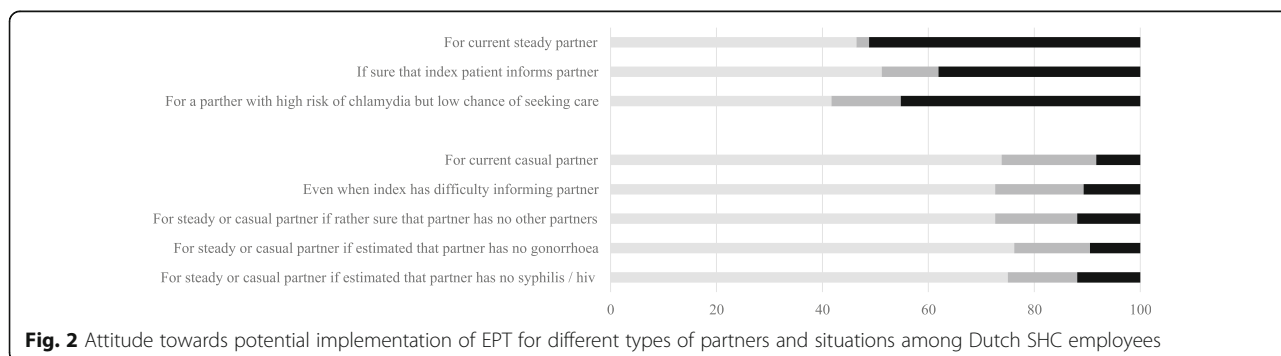 For current steady partner
If sure that index patient informs partner
For a parther with high risk of chlamydia but low chance of seeking care
For current casual partner
Even when index has difficulty informing partner
For steady or casual partner if rather sure that partner has no other partners
For steady or casual partner if estimated that partner has no gonorrhoea
For steady or casual partner if estimated that partner has no syphilis / hiv
0 20 40 60 80 100
Fig. 2 Attitude towards potential implementation of EPT for different types of partners and situations among Dutch SHC employees